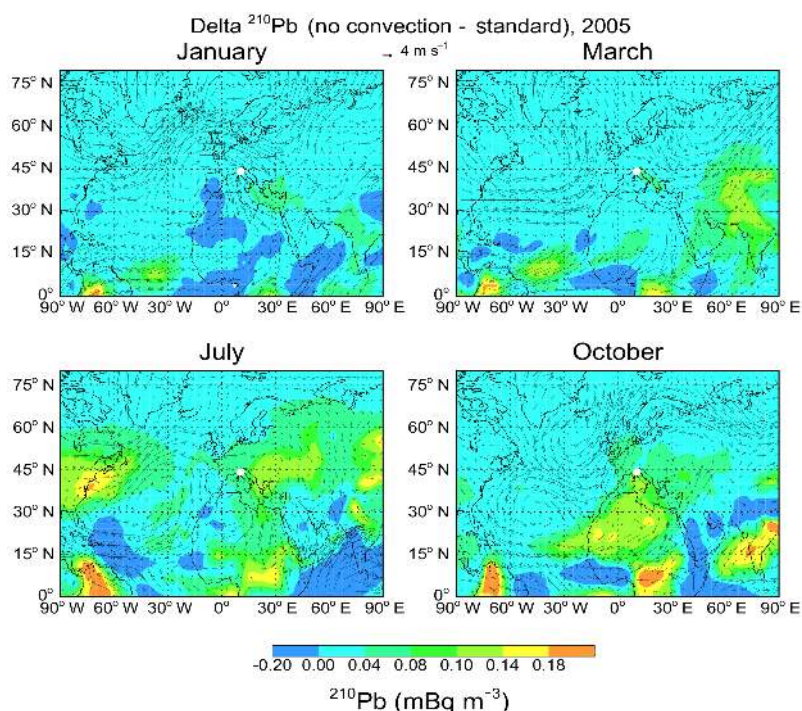 Delta ²¹⁰Pb (no convection - standard), 2005
January → 4 m s⁻¹ March
75° N 75° N
60° N 60° N
45° N 45° N
30° N 30° N
15° N 15° N
0° 0°
90° W 60° W 30° W 0° E 30° E 60° E 90° E 90° W 60° W 30° W 0° E 30° E 60° E 90° E
July October
75° N 75° N
60° N 60° N
45° N 45° N
30° N 30° N
15° N 15° N
0° 0°
90° W 60° W 30° W 0° E 30° E 60° E 90° E 90° W 60° W 30° W 0° E 30° E 60° E 90° E
-0.20 0.00 0.04 0.08 0.10 0.14 0.18
²¹⁰Pb (mBq m⁻³)